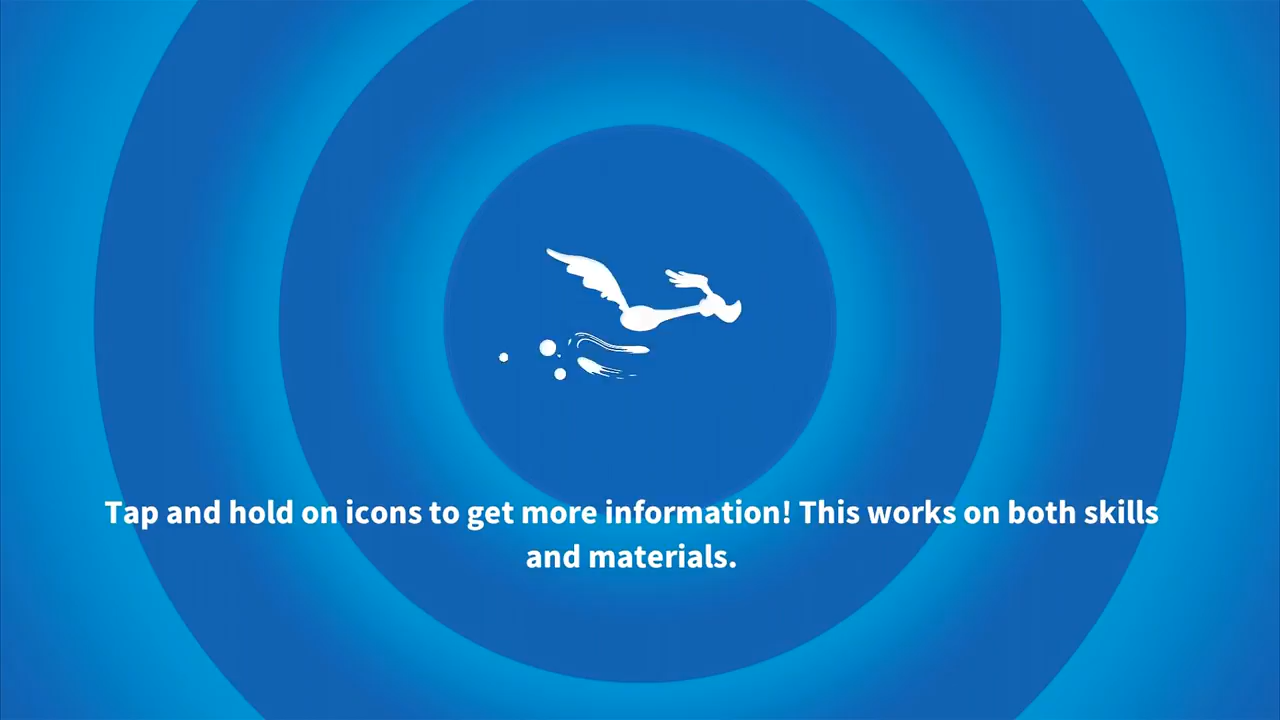 Tap and hold on icons to get more information! This works on both skills
and materials.